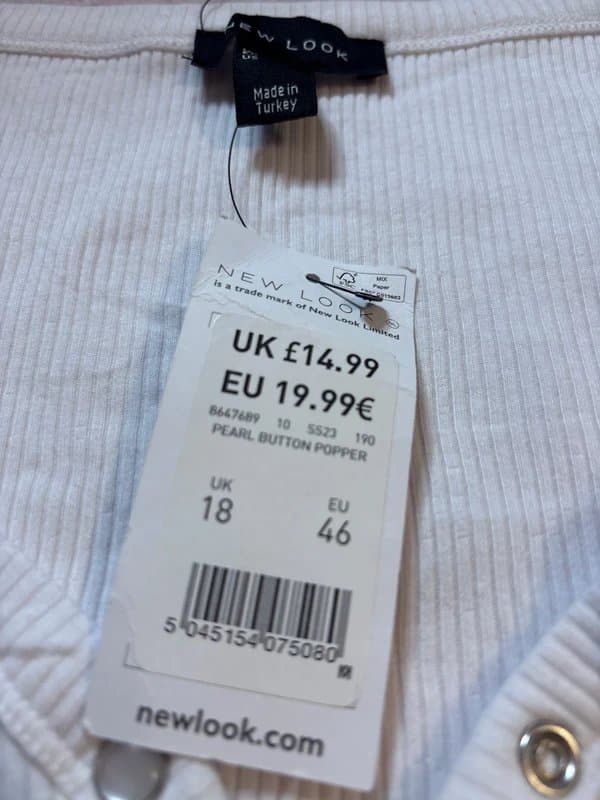 NEW LOOK
Made in
Turkey
NEW LOOK
MIX
Paper
is a trade mark of New Look Limited
UK £14.99
EU 19.99€
8647689 10 5523 190
PEARL BUTTON POPPER
UK EU
18 46
5 045154 075080
newlook.com